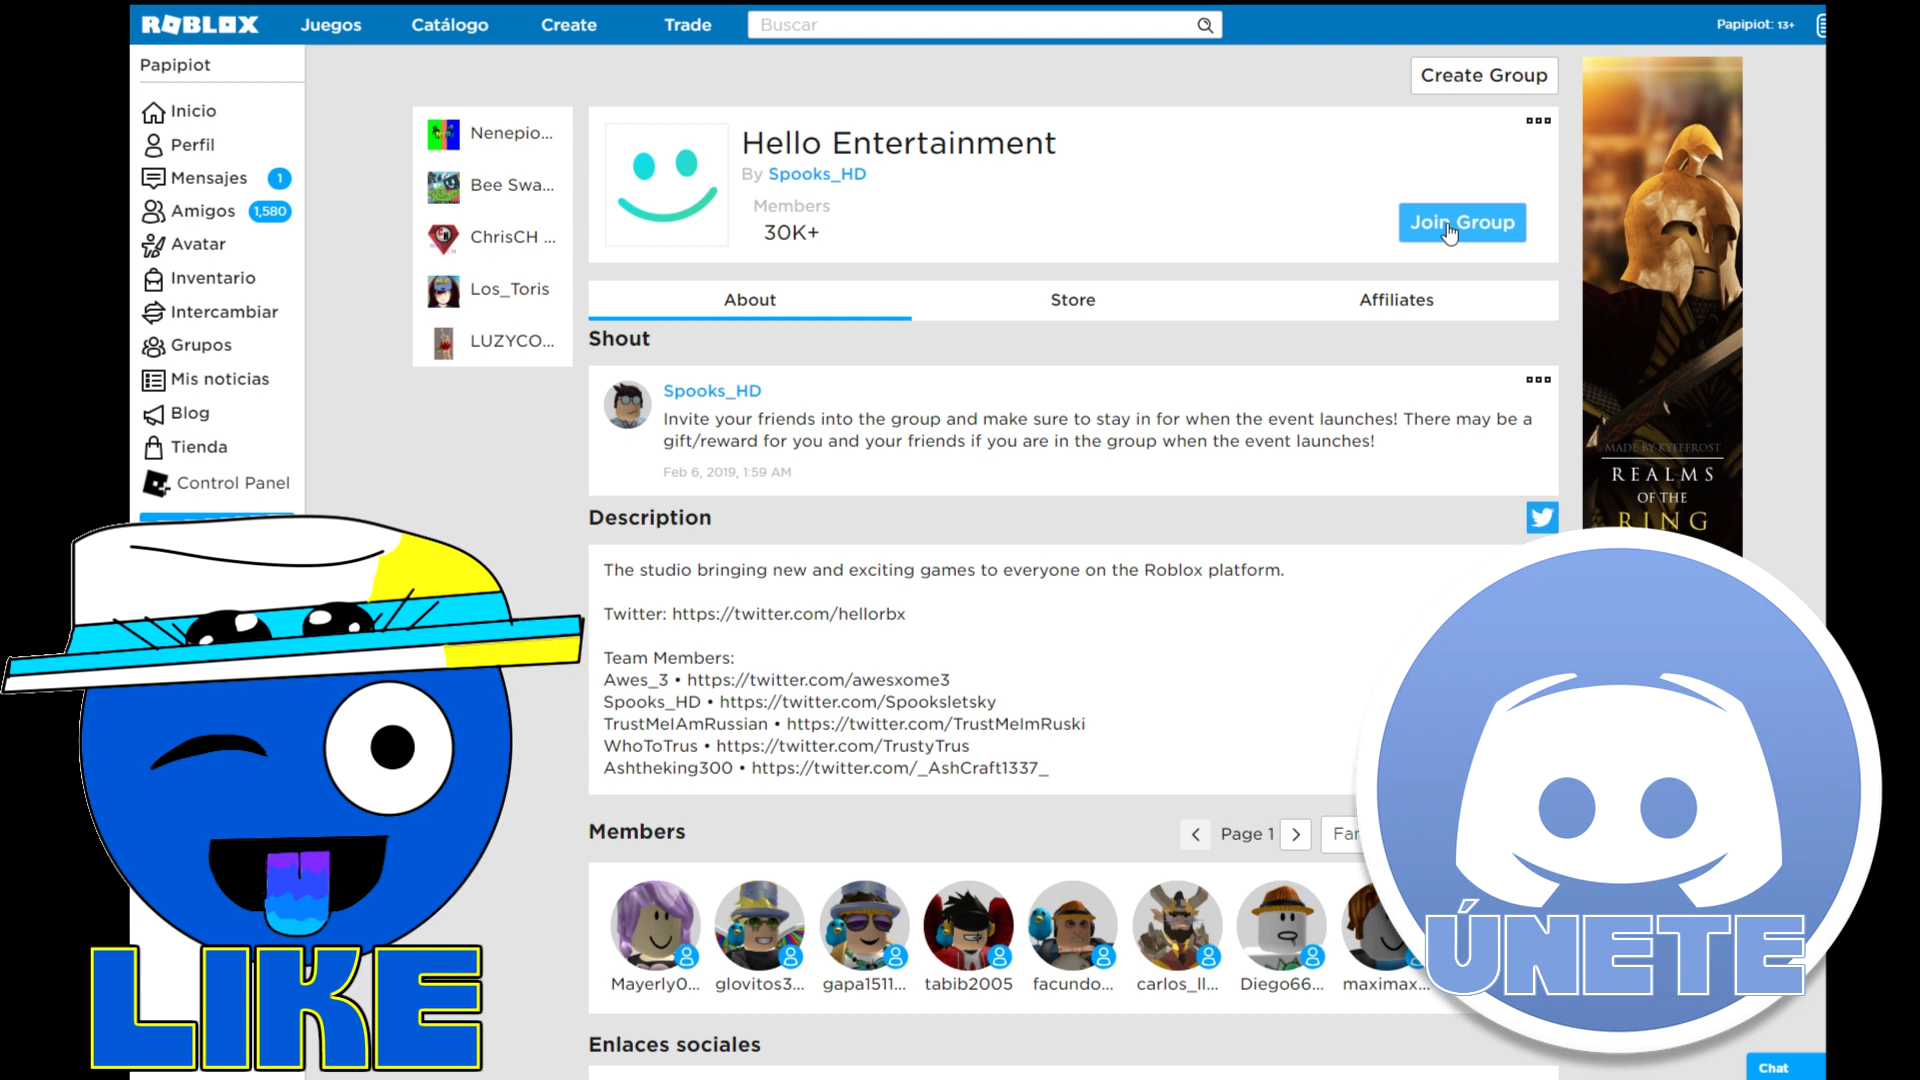 ROBLOX
Juegos
Catálogo
Create
Trade
Buscar
Papipiot: 13+
Papipiot
Inicio
Perfil
Mensajes 1
Amigos 1,580
Avatar
Inventario
Intercambiar
Grupos
Mis noticias
Blog
Tienda
Control Panel
Create Group
Nenepio...
Bee Swa...
ChrisCH ...
Los_Toris
LUZYCO...
Hello Entertainment
By Spooks_HD
Members
30K+
Join Group
About
Store
Affiliates
Shout
Spooks_HD
Invite your friends into the group and make sure to stay in for when the event launches! There may be a
gift/reward for you and your friends if you are in the group when the event launches!
Feb 6, 2019, 1:59 AM
Description
The studio bringing new and exciting games to everyone on the Roblox platform.
Twitter: https://twitter.com/hellorbx
Team Members:
Awes_3 • https://twitter.com/awesxome3
Spooks_HD • https://twitter.com/Spooksletsky
TrustMeIAmRussian • https://twitter.com/TrustMeImRuski
WhoToTrus • https://twitter.com/TrustyTrus
Ashtheking300 • https://twitter.com/_AshCraft1337_
Members
Page 1
Mayerly0...
glovitos3...
gapa1511...
tabib2005
facundo...
carlos_ll...
Diego66...
maximax...
Enlaces sociales
MADE BY KYFEFROST
REALMS
OF THE
RING
LIKE
ÚNETE
Chat